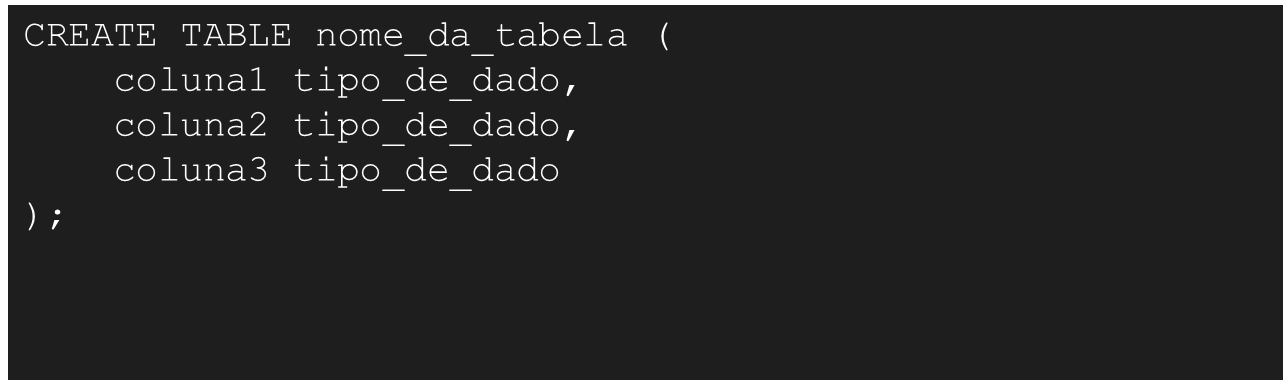 CREATE TABLE nome_da_tabela (
    coluna1 tipo_de_dado,
    coluna2 tipo_de_dado,
    coluna3 tipo_de_dado
);